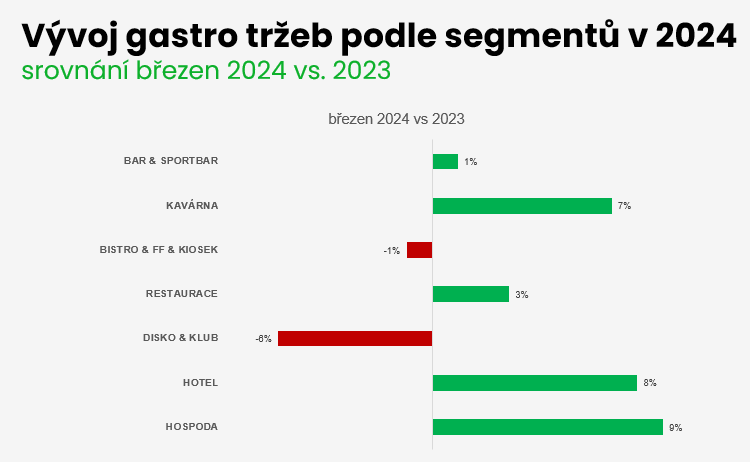 Vývoj gastro tržeb podle segmentů v 2024
srovnání březen 2024 vs. 2023
březen 2024 vs 2023
BAR & SPORTBAR 1%
KAVÁRNA 7%
BISTRO & FF & KIOSEK -1%
RESTAURACE 3%
DISKO & KLUB -6%
HOTEL 8%
HOSPODA 9%